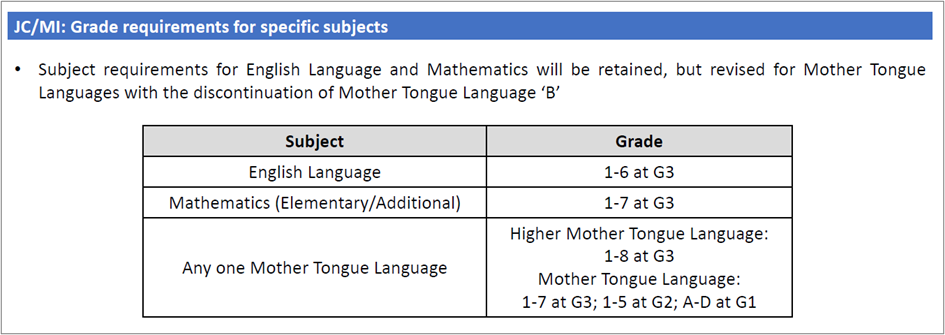 JC/MI: Grade requirements for specific subjects
• Subject requirements for English Language and Mathematics will be retained, but revised for Mother Tongue
Languages with the discontinuation of Mother Tongue Language ‘B’
Subject Grade
English Language 1-6 at G3
Mathematics (Elementary/Additional) 1-7 at G3
Any one Mother Tongue Language
Higher Mother Tongue Language:
1-8 at G3
Mother Tongue Language:
1-7 at G3; 1-5 at G2; A-D at G1